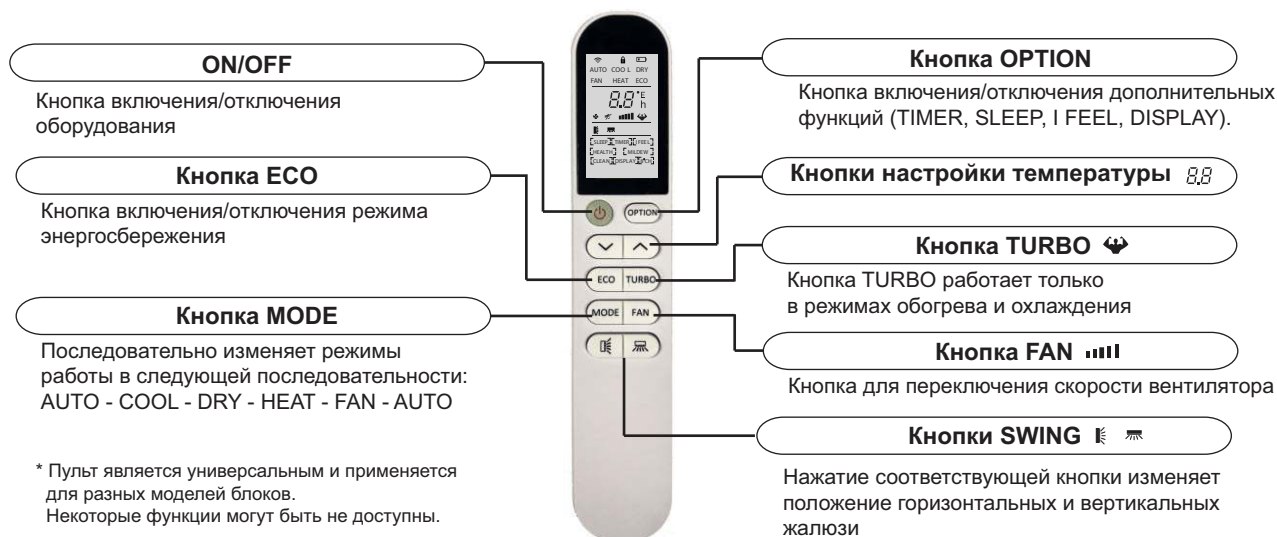 ON/OFF
Кнопка включения/отключения
оборудования
Кнопка ECO
Кнопка включения/отключения режима
энергосбережения
Кнопка MODE
Последовательно изменяет режимы
работы в следующей последовательности:
AUTO - COOL - DRY - HEAT - FAN - AUTO
* Пульт является универсальным и применяется
для разных моделей блоков.
Некоторые функции могут быть не доступны.
AUTO COO L DRY
FAN HEAT ECO
8.8 °E
h
[SLEEP] [TIMER] [I FEEL]
[HEALTH] [MILDEW]
[CLEAN] [DISPLAY]
OPTION
ECO TURBO
MODE FAN
Кнопка OPTION
Кнопка включения/отключения дополнительных
функций (TIMER, SLEEP, I FEEL, DISPLAY).
Кнопки настройки температуры 8.8
Кнопка TURBO
Кнопка TURBO работает только
в режимах обогрева и охлаждения
Кнопка FAN
Кнопка для переключения скорости вентилятора
Кнопки SWING
Нажатие соответствующей кнопки изменяет
положение горизонтальных и вертикальных
жалюзи